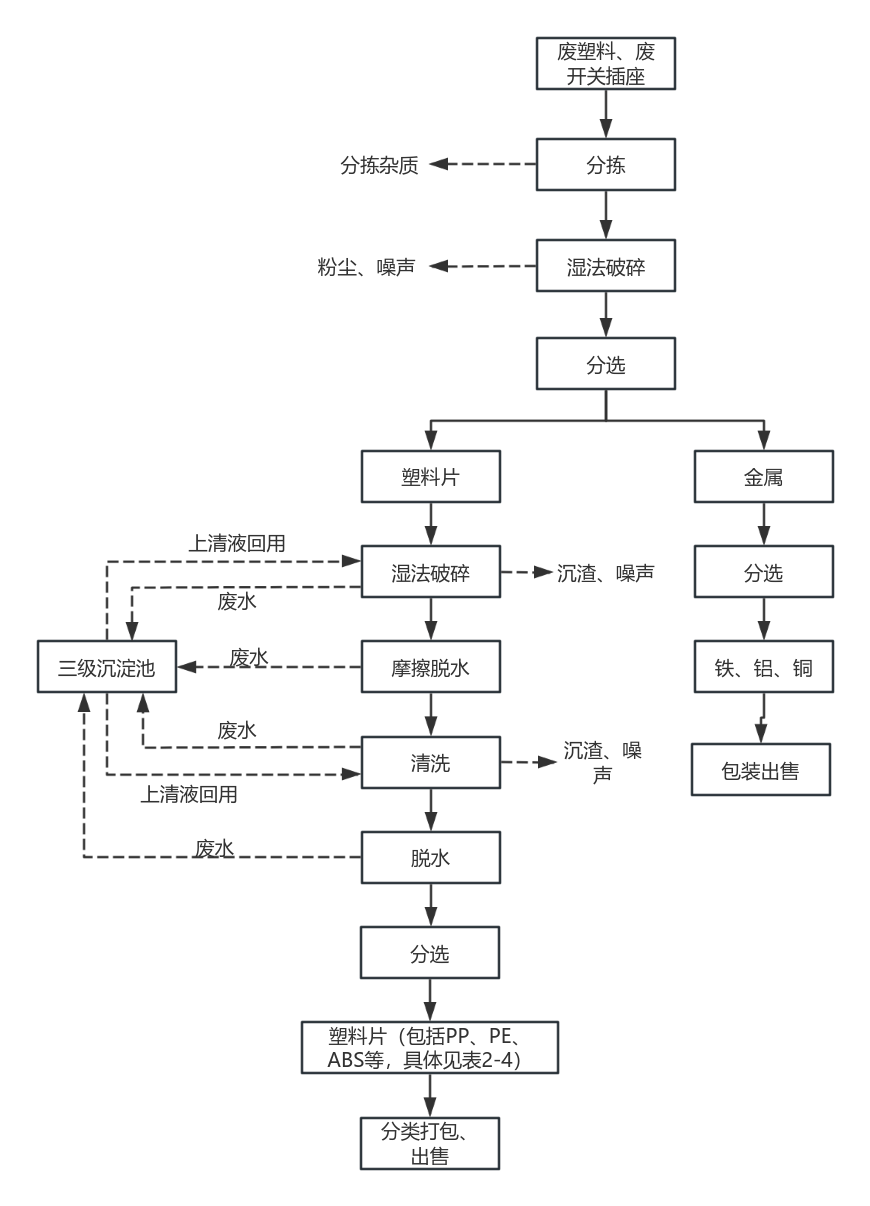 废塑料、废
开关插座
分拣杂质
分拣
粉尘、噪声
湿法破碎
分选
塑料片
金属
上清液回用
湿法破碎
沉渣、噪声
分选
废水
三级沉淀池
废水
摩擦脱水
铁、铝、铜
废水
清洗
沉渣、噪
声
包装出售
上清液回用
废水
脱水
分选
塑料片（包括PP、PE、
ABS等，具体见表2-4）
分类打包、
出售